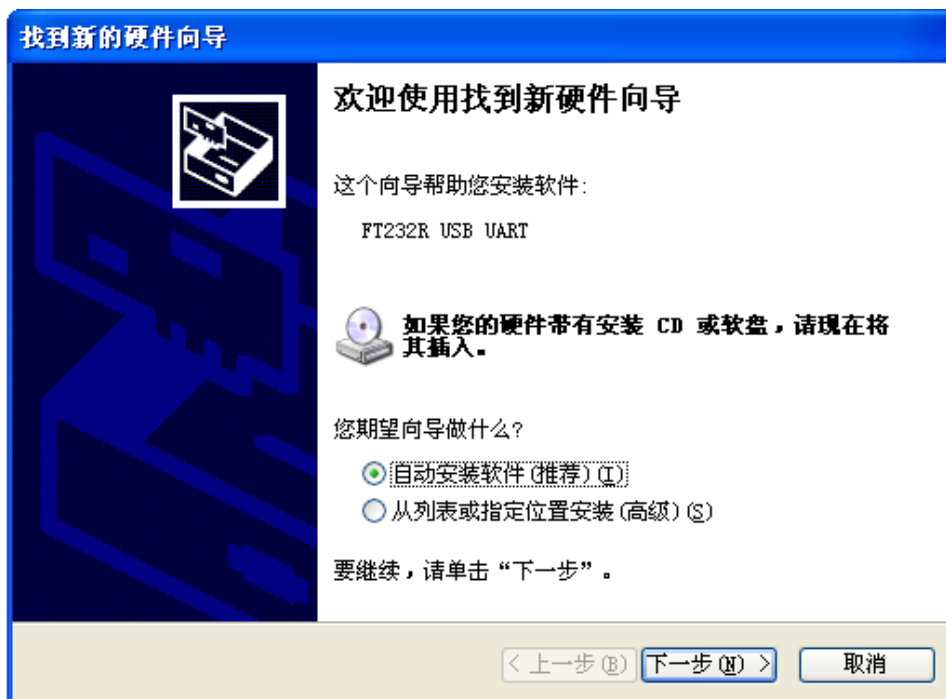 找到新的硬件向导
欢迎使用找到新硬件向导
这个向导帮助您安装软件:
FT232R USB UART
如果您的硬件带有安装 CD 或软盘，请现在将
其插入。
您期望向导做什么?
自动安装软件(推荐)(I)
从列表或指定位置安装(高级)(S)
要继续，请单击“下一步”。
< 上一步(B) 下一步(N) > 取消